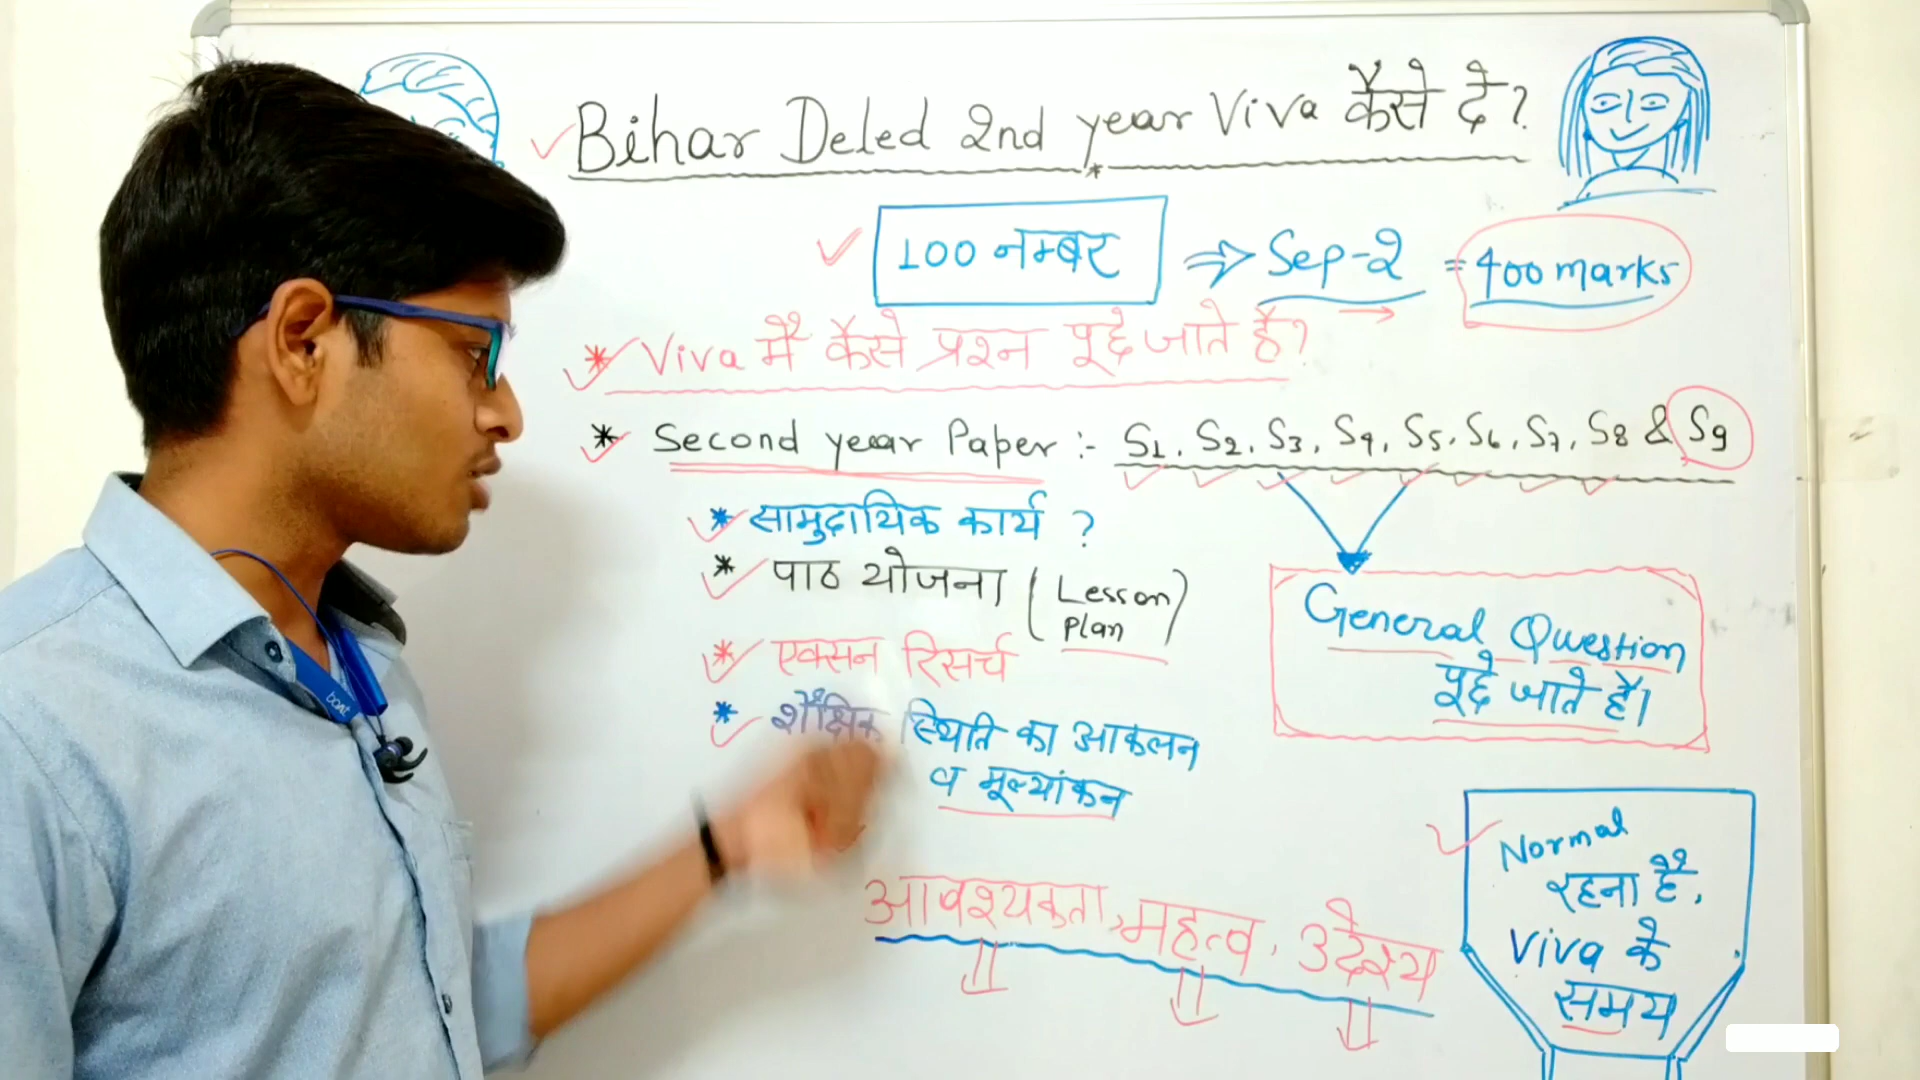 Bihar Deled 2nd year Viva कैसे दें?
100 नम्बर ⇒ Sep-2 = 400 marks
* Viva में कैसे प्रश्न पूछे जाते हैं?
* Second year Paper :- S1, S2, S3, S4, S5, S6, S7, S8 & S9
* सामुदायिक कार्य ?
* पाठ योजना (Lesson Plan)
* एक्सन रिसर्च
* शैक्षिक स्थिति का आकलन
व मूल्यांकन
General Question
पूछे जाते हैं।
आवश्यकता, महत्व, उदेश्य
Normal
रहना है,
Viva के
समय
boAt